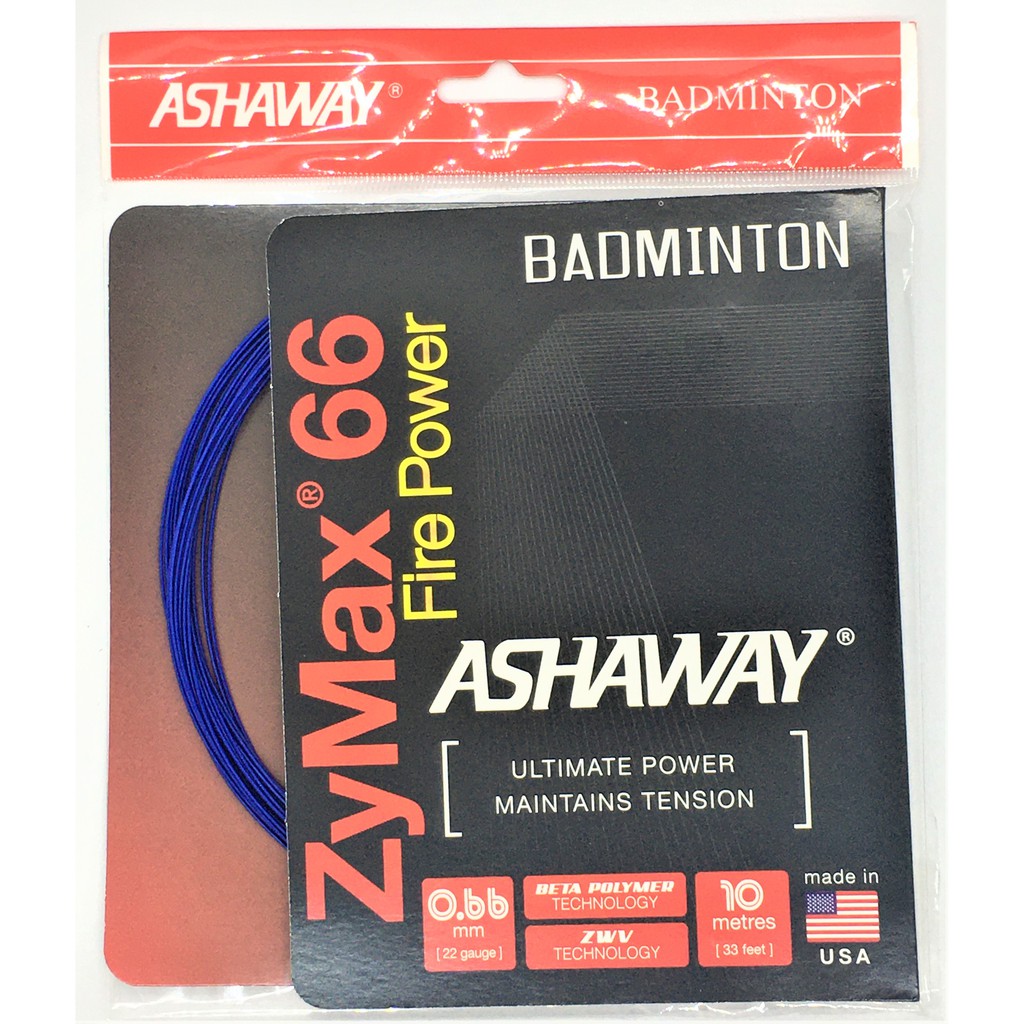 ASHAWAY® BADMINTON
BADMINTON
ZyMax® 66
Fire Power
ASHAWAY®
[ ULTIMATE POWER
MAINTAINS TENSION ]
0.66
mm
[ 22 gauge ]
BETA POLYMER
TECHNOLOGY
ZWV
TECHNOLOGY
10
metres
[ 33 feet ]
made in
USA